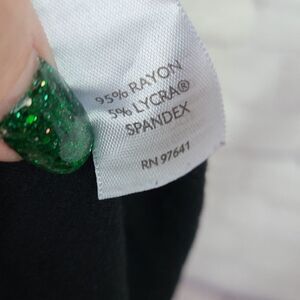 95% RAYON
5% LYCRA®
SPANDEX
RN 97641